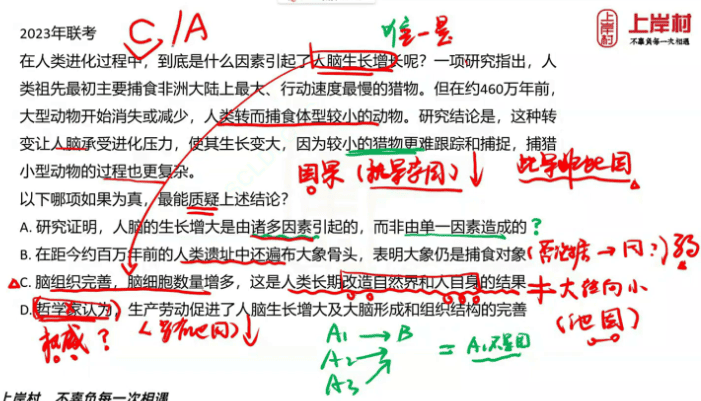 上岸村
不辜负每一次相遇
2023年联考
C/A
唯一是
在人类进化过程中，到底是什么因素引起了人脑生长增长呢？一项研究指出，人
类祖先最初主要捕食非洲大陆上最大、行动速度最慢的猎物。但在约460万年前，
大型动物开始消失或减少，人类转而捕食体型较小的动物。研究结论是，这种转
变让人脑承受进化压力，使其生长变大，因为较小的猎物更难跟踪和捕捉，捕猎
小型动物的过程也更复杂。
因果（批异存同）
此异非此因
以下哪项如果为真，最能质疑上述结论？
A. 研究证明，人脑的生长增大是由诸多因素引起的，而非由单一因素造成的？
B. 在距今约百万年前的人类遗址中还遍布大象骨头，表明大象仍是捕食对象（否论据→因？）弱
C. 脑组织完善，脑细胞数量增多，这是人类长期改造自然界和人自身的结果
大往向小
（他因）
D. 哲学家认为，生产劳动促进了人脑生长增大及大脑形成和组织结构的完善
权威？
A1 → B
A2
A3
= A1不是因
上岸村 不辜负每一次相遇